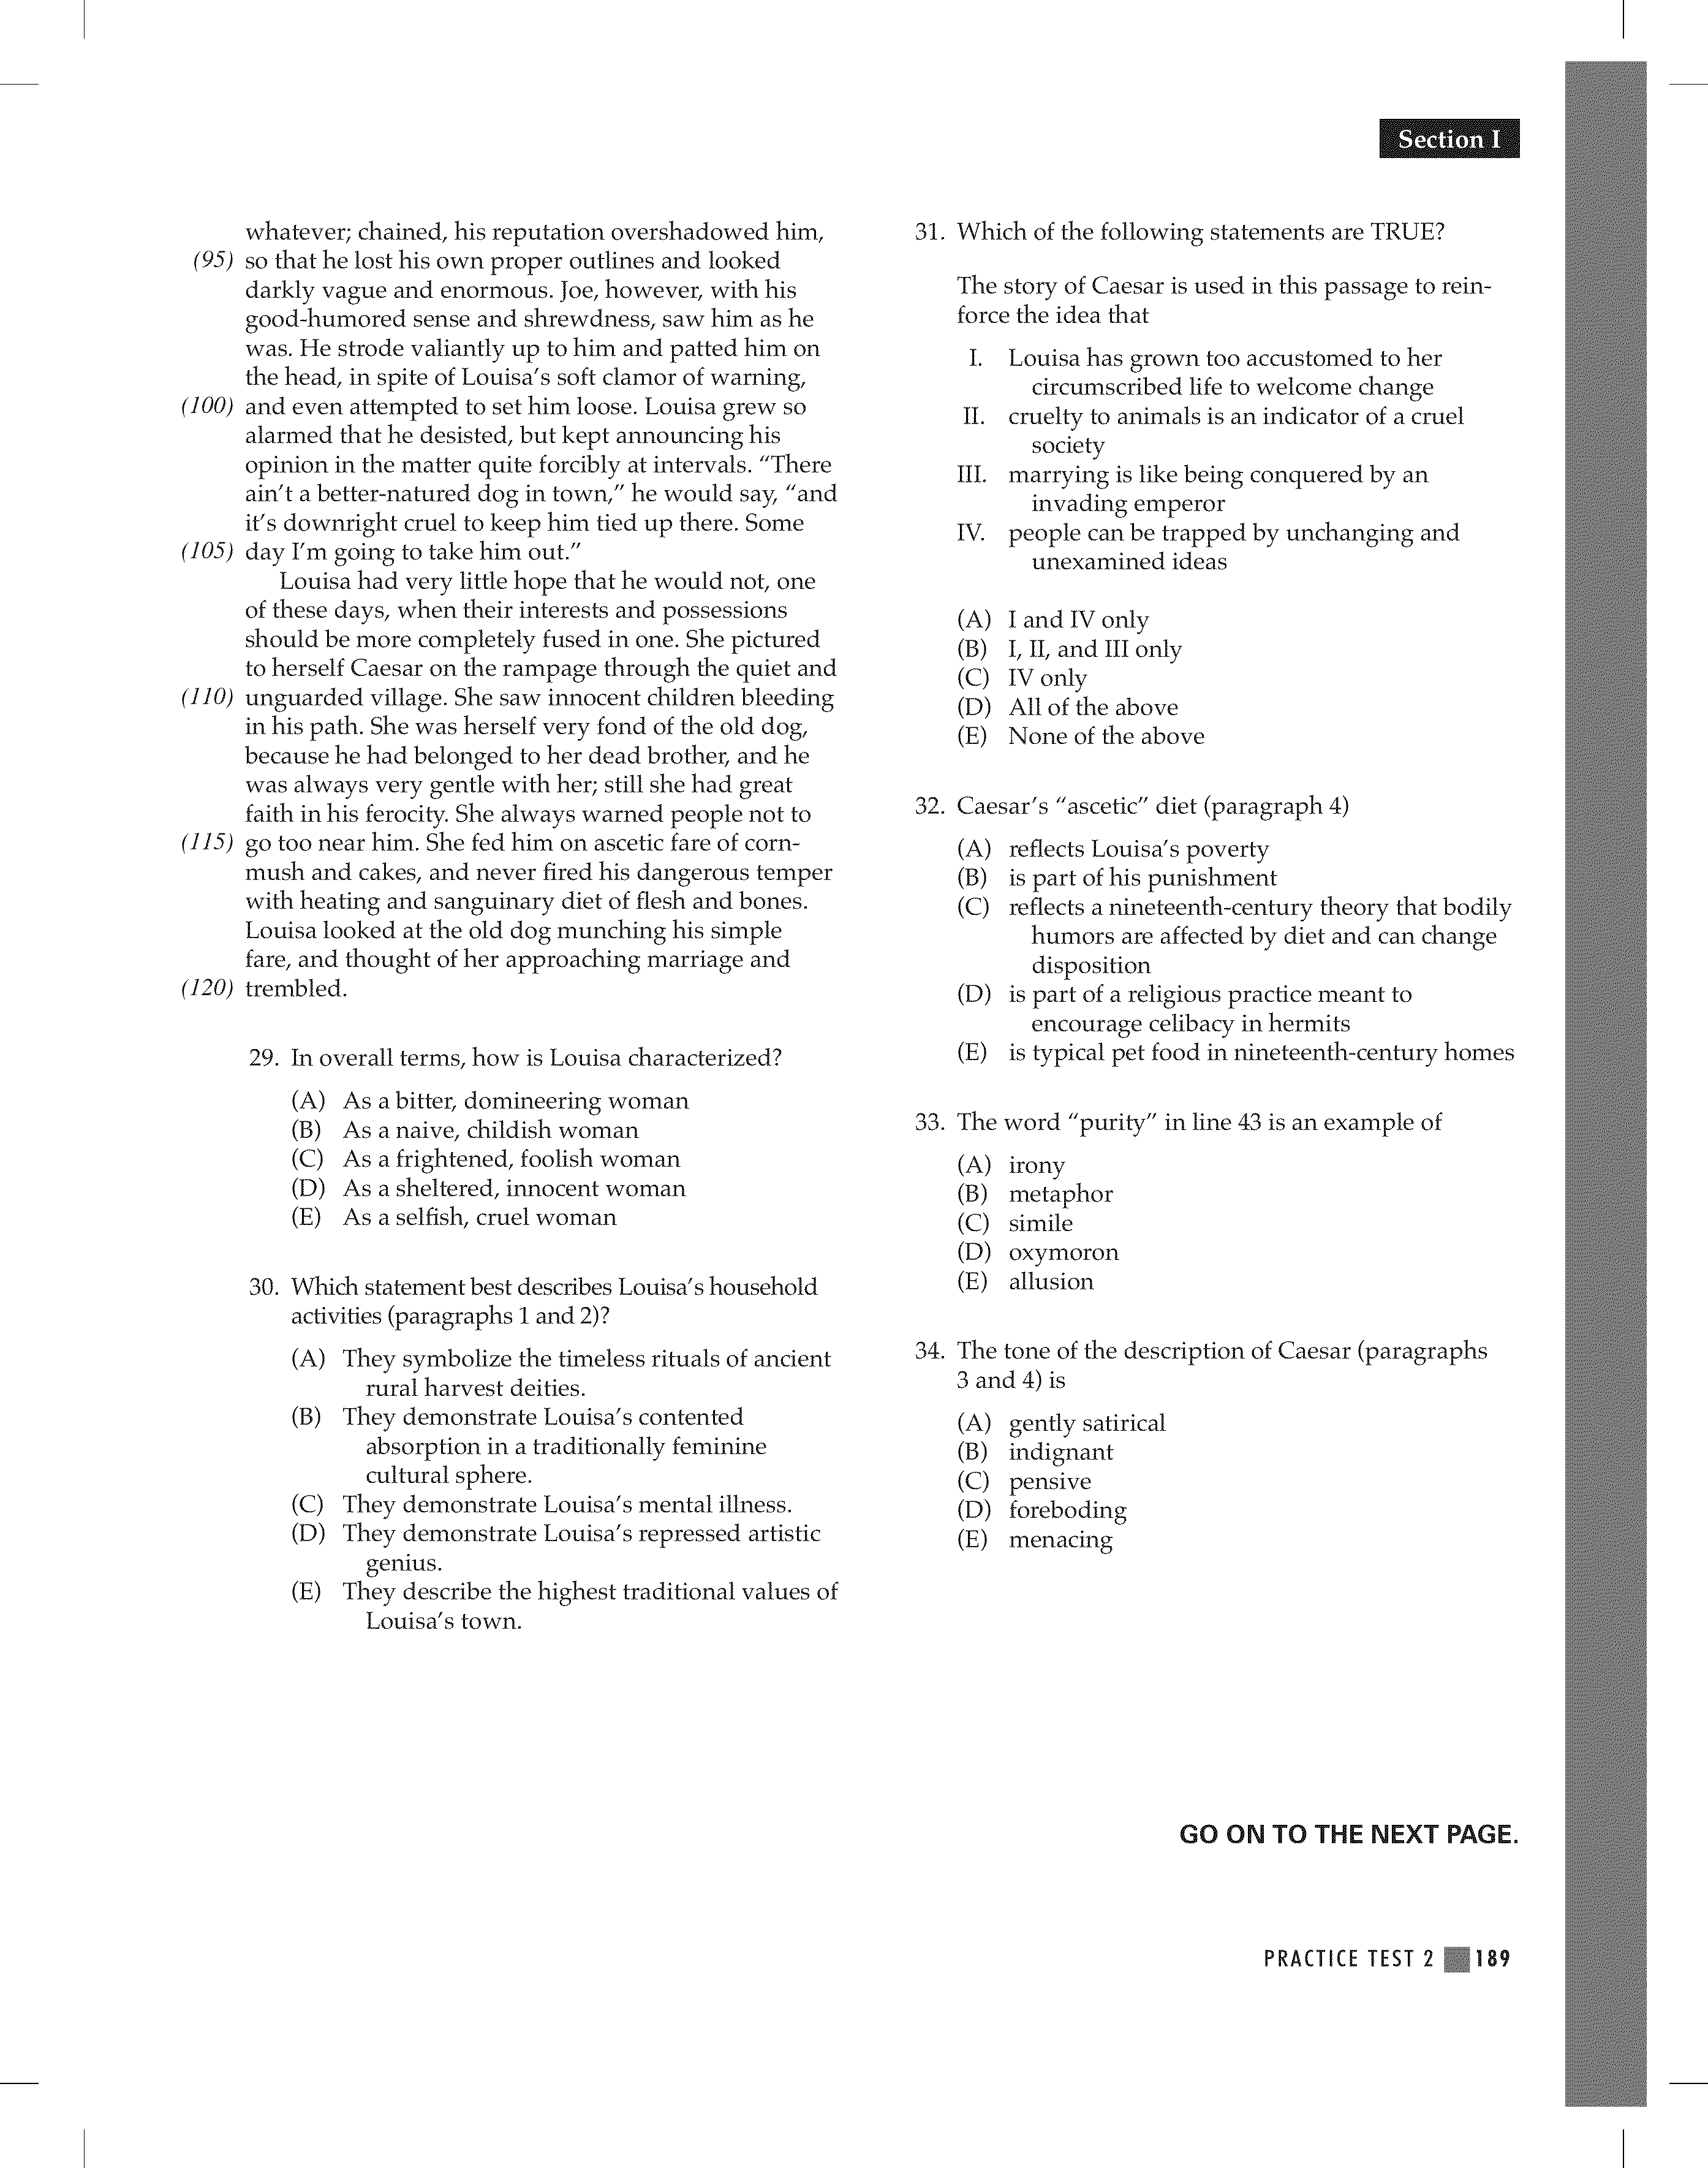 Section I
whatever; chained, his reputation overshadowed him,
(95) so that he lost his own proper outlines and looked
darkly vague and enormous. Joe, however, with his
good-humored sense and shrewdness, saw him as he
was. He strode valiantly up to him and patted him on
the head, in spite of Louisa’s soft clamor of warning,
(100) and even attempted to set him loose. Louisa grew so
alarmed that he desisted, but kept announcing his
opinion in the matter quite forcibly at intervals. “There
ain’t a better-natured dog in town,” he would say, “and
it’s downright cruel to keep him tied up there. Some
(105) day I’m going to take him out.”
Louisa had very little hope that he would not, one
of these days, when their interests and possessions
should be more completely fused in one. She pictured
to herself Caesar on the rampage through the quiet and
(110) unguarded village. She saw innocent children bleeding
in his path. She was herself very fond of the old dog,
because he had belonged to her dead brother, and he
was always very gentle with her; still she had great
faith in his ferocity. She always warned people not to
(115) go too near him. She fed him on ascetic fare of corn-
mush and cakes, and never fired his dangerous temper
with heating and sanguinary diet of flesh and bones.
Louisa looked at the old dog munching his simple
fare, and thought of her approaching marriage and
(120) trembled.
29. In overall terms, how is Louisa characterized?
(A) As a bitter, domineering woman
(B) As a naive, childish woman
(C) As a frightened, foolish woman
(D) As a sheltered, innocent woman
(E) As a selfish, cruel woman
30. Which statement best describes Louisa’s household
activities (paragraphs 1 and 2)?
(A) They symbolize the timeless rituals of ancient
rural harvest deities.
(B) They demonstrate Louisa’s contented
absorption in a traditionally feminine
cultural sphere.
(C) They demonstrate Louisa’s mental illness.
(D) They demonstrate Louisa’s repressed artistic
genius.
(E) They describe the highest traditional values of
Louisa’s town.
31. Which of the following statements are TRUE?
The story of Caesar is used in this passage to rein-
force the idea that
I. Louisa has grown too accustomed to her
circumscribed life to welcome change
II. cruelty to animals is an indicator of a cruel
society
III. marrying is like being conquered by an
invading emperor
IV. people can be trapped by unchanging and
unexamined ideas
(A) I and IV only
(B) I, II, and III only
(C) IV only
(D) All of the above
(E) None of the above
32. Caesar’s “ascetic” diet (paragraph 4)
(A) reflects Louisa’s poverty
(B) is part of his punishment
(C) reflects a nineteenth-century theory that bodily
humors are affected by diet and can change
disposition
(D) is part of a religious practice meant to
encourage celibacy in hermits
(E) is typical pet food in nineteenth-century homes
33. The word “purity” in line 43 is an example of
(A) irony
(B) metaphor
(C) simile
(D) oxymoron
(E) allusion
34. The tone of the description of Caesar (paragraphs
3 and 4) is
(A) gently satirical
(B) indignant
(C) pensive
(D) foreboding
(E) menacing
GO ON TO THE NEXT PAGE.
PRACTICE TEST 2 189